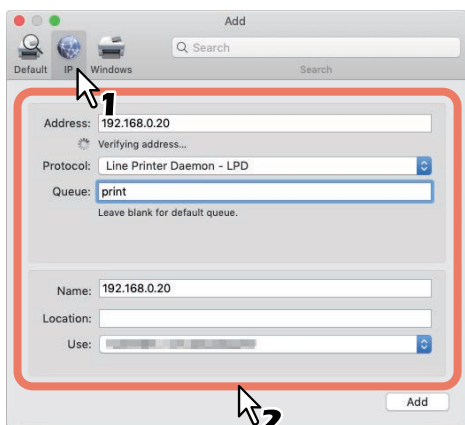 Add
Search
Default IP Windows Search
1
Address: 192.168.0.20
Verifying address...
Protocol: Line Printer Daemon - LPD
Queue: print
Leave blank for default queue.
Name: 192.168.0.20
Location:
Use:
Add
2